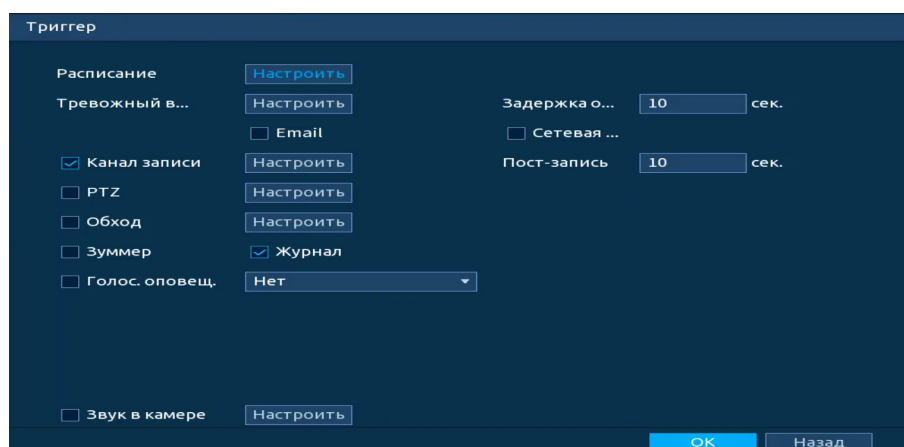 Триггер
Расписание Настроить
Тревожный в... Настроить Задержка о... 10 сек.
Email Сетевая ...
Канал записи Настроить Пост-запись 10 сек.
PTZ Настроить
Обход Настроить
Зуммер Журнал
Голос. оповещ. Нет
Звук в камере Настроить
OK Назад